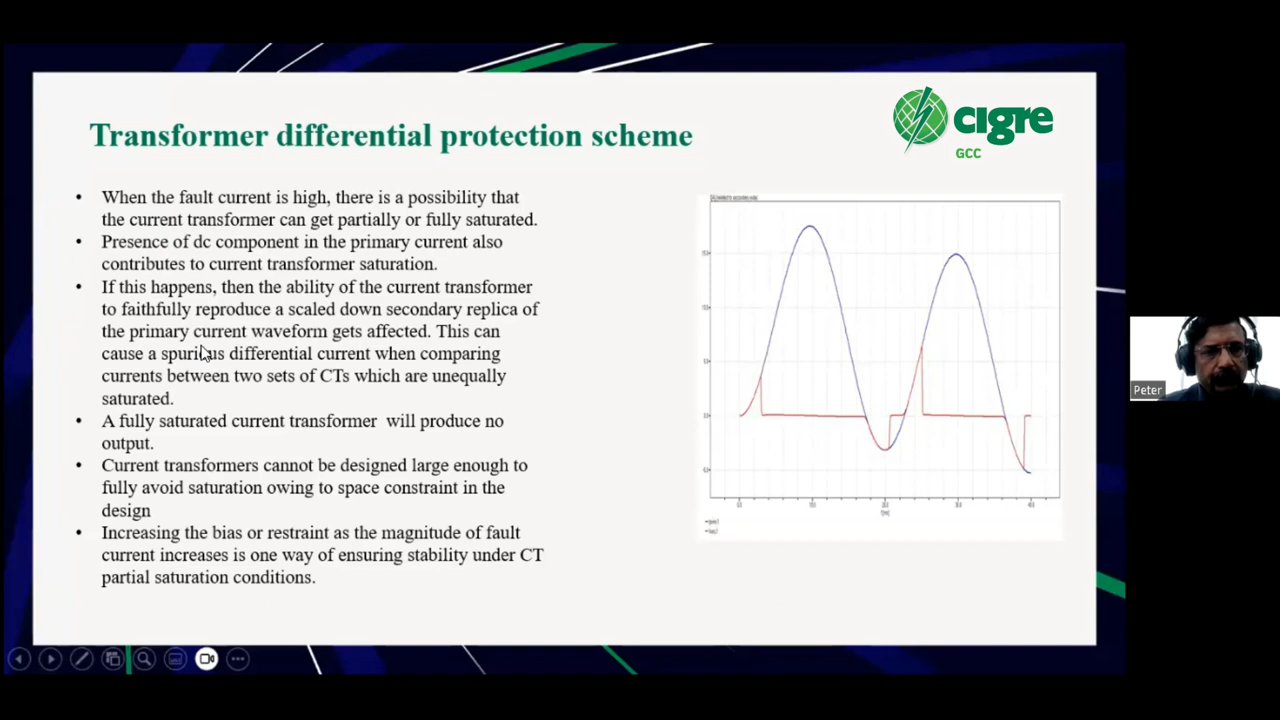 Transformer differential protection scheme
cigre
GCC
• When the fault current is high, there is a possibility that
the current transformer can get partially or fully saturated.
• Presence of dc component in the primary current also
contributes to current transformer saturation.
• If this happens, then the ability of the current transformer
to faithfully reproduce a scaled down secondary replica of
the primary current waveform gets affected. This can
cause a spurious differential current when comparing
currents between two sets of CTs which are unequally
saturated.
• A fully saturated current transformer will produce no
output.
• Current transformers cannot be designed large enough to
fully avoid saturation owing to space constraint in the
design
• Increasing the bias or restraint as the magnitude of fault
current increases is one way of ensuring stability under CT
partial saturation conditions.
Peter